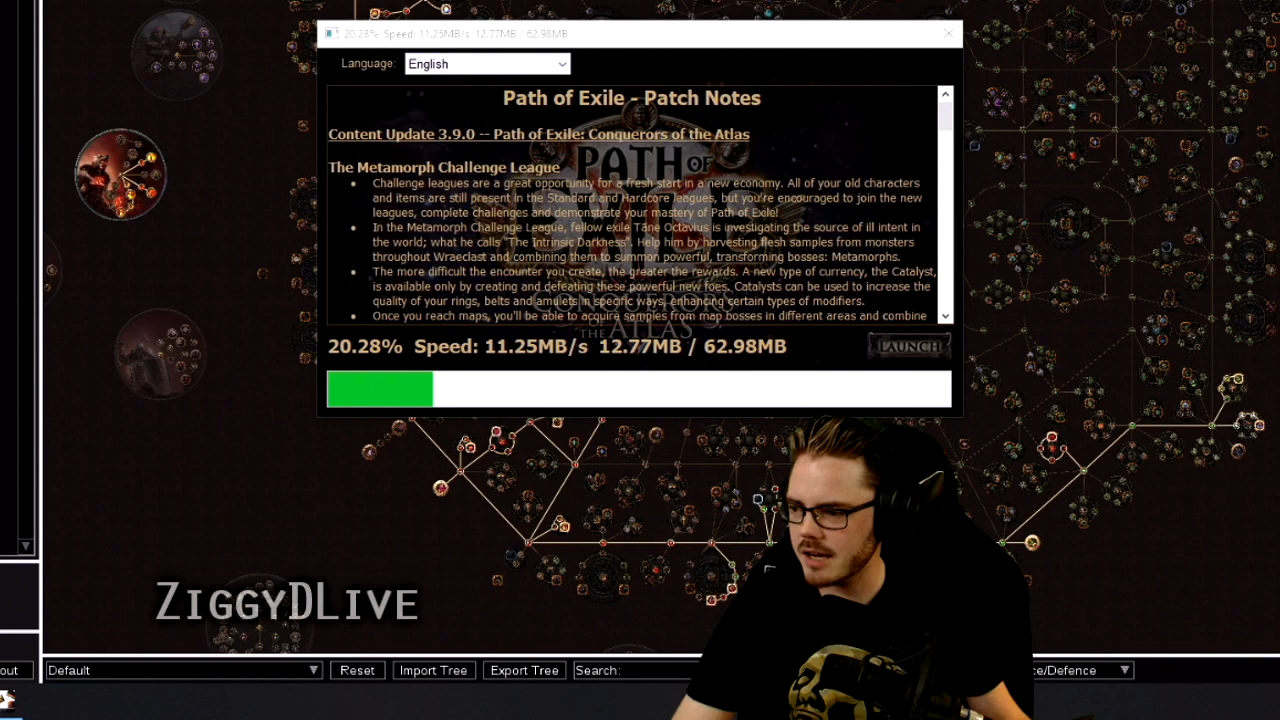 20.28% Speed: 11.25MB/s 12.77MB / 62.98MB
Language: English
Path of Exile - Patch Notes
Content Update 3.9.0 -- Path of Exile: Conquerors of the Atlas
The Metamorph Challenge League
Challenge leagues are a great opportunity for a fresh start in a new economy. All of your old characters
and items are still present in the Standard and Hardcore leagues, but you're encouraged to join the new
leagues, complete challenges and demonstrate your mastery of Path of Exile!
In the Metamorph Challenge League, fellow exile Tane Octavius is investigating the source of ill intent in
the world; what he calls "The Intrinsic Darkness". Help him by harvesting flesh samples from monsters
throughout Wraeclast and combining them to summon powerful, transforming bosses: Metamorphs.
The more difficult the encounter you create, the greater the rewards. A new type of currency, the Catalyst,
is available only by creating and defeating these powerful new foes. Catalysts can be used to increase the
quality of your rings, belts and amulets in specific ways, enhancing certain types of modifiers.
Once you reach maps, you'll be able to acquire samples from map bosses in different areas and combine
PATH OF
EXILE
CONQUERORS
OF THE ATLAS
20.28% Speed: 11.25MB/s 12.77MB / 62.98MB
LAUNCH
ZIGGYDLIVE
out Default Reset Import Tree Export Tree Search: ce/Defence